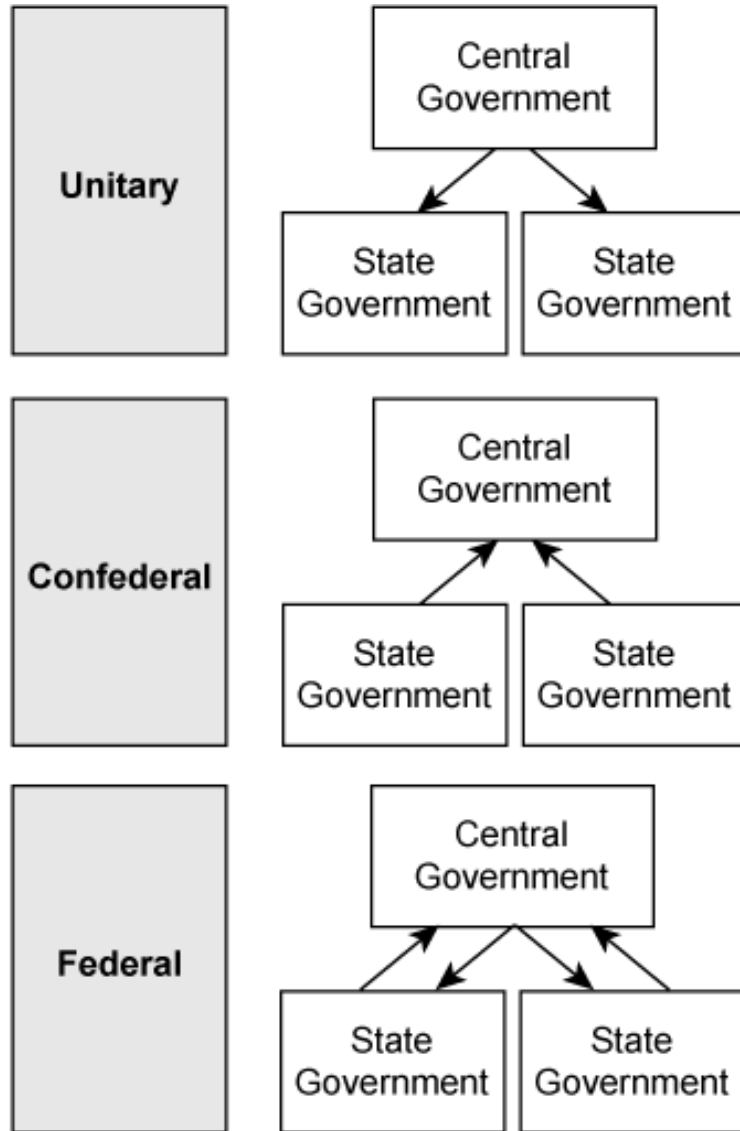 Unitary
Central
Government
State
Government
State
Government
Confederal
Central
Government
State
Government
State
Government
Federal
Central
Government
State
Government
State
Government